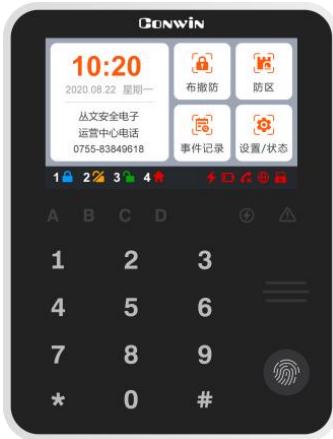 CONWIN
10:20
2020.08.22 星期一
丛文安全电子
运营中心电话
0755-83849618
布撤防
防区
事件记录
设置/状态
1 2 3 4
A B C D
1 2 3
4 5 6
7 8 9
* 0 #